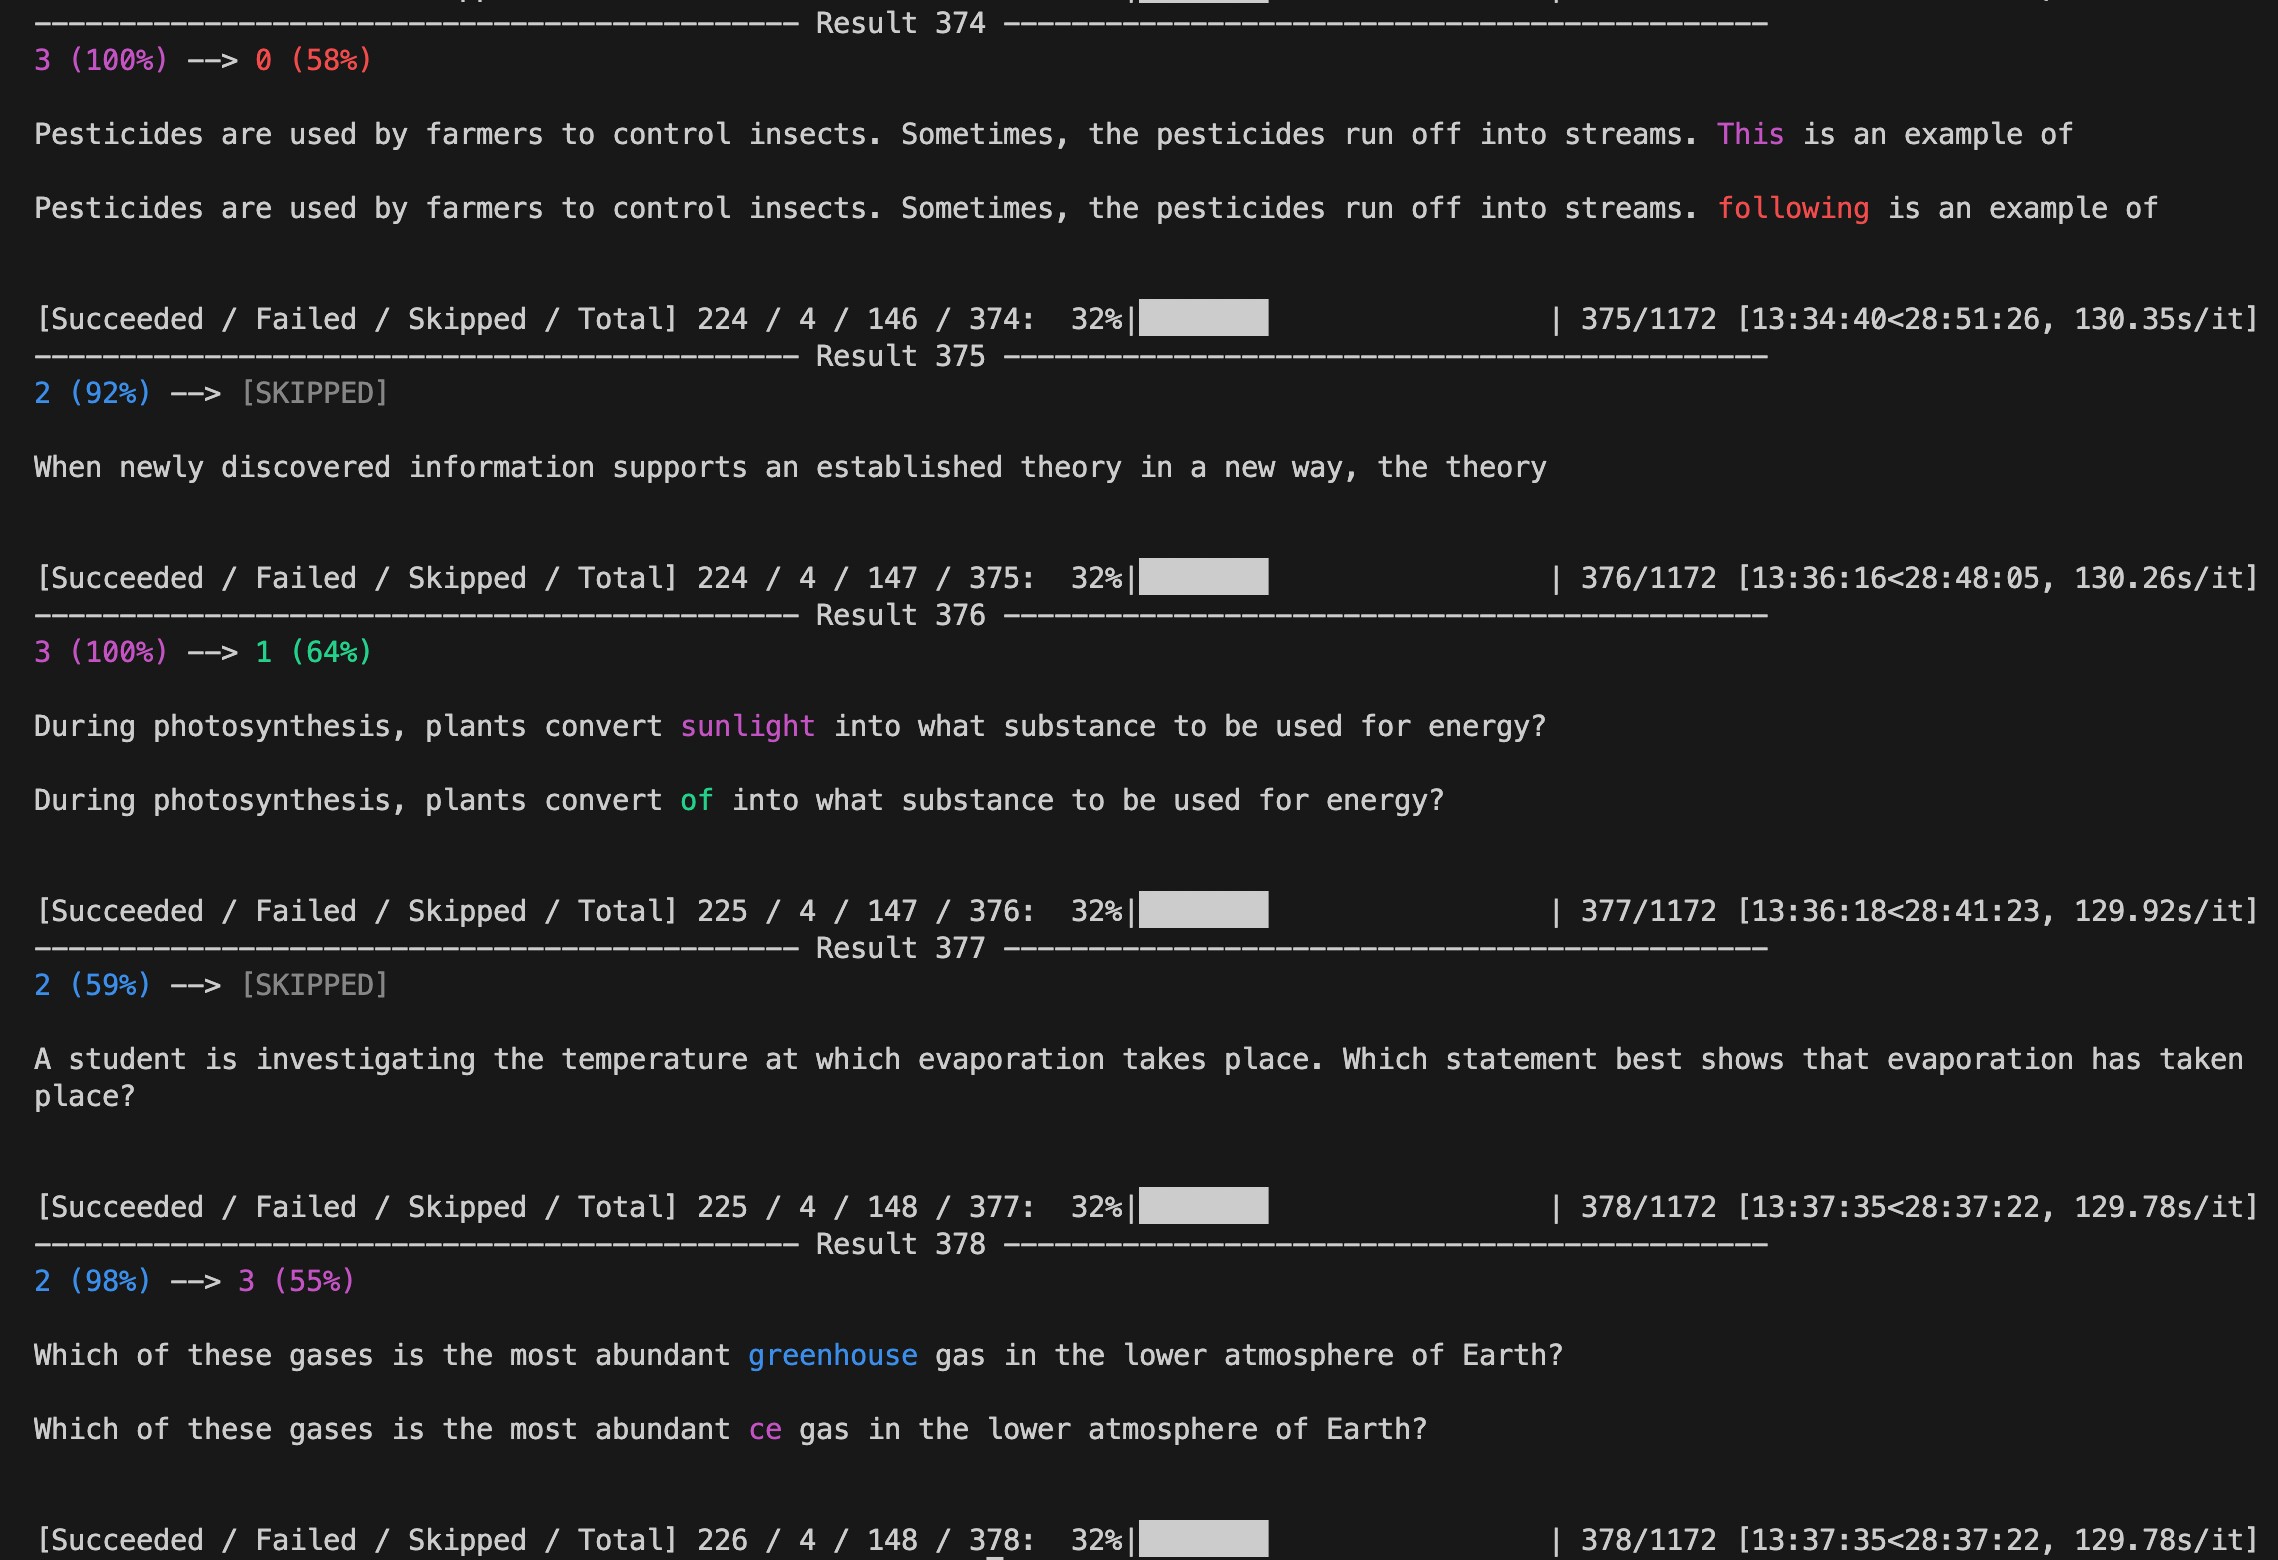 --------------------------------------------- Result 374 ---------------------------------------------
3 (100%) --> 0 (58%)
Pesticides are used by farmers to control insects. Sometimes, the pesticides run off into streams. This is an example of
Pesticides are used by farmers to control insects. Sometimes, the pesticides run off into streams. following is an example of
[Succeeded / Failed / Skipped / Total] 224 / 4 / 146 / 374:  32%| | 375/1172 [13:34:40<28:51:26, 130.35s/it]
--------------------------------------------- Result 375 ---------------------------------------------
2 (92%) --> [SKIPPED]
When newly discovered information supports an established theory in a new way, the theory
[Succeeded / Failed / Skipped / Total] 224 / 4 / 147 / 375:  32%| | 376/1172 [13:36:16<28:48:05, 130.26s/it]
--------------------------------------------- Result 376 ---------------------------------------------
3 (100%) --> 1 (64%)
During photosynthesis, plants convert sunlight into what substance to be used for energy?
During photosynthesis, plants convert of into what substance to be used for energy?
[Succeeded / Failed / Skipped / Total] 225 / 4 / 147 / 376:  32%| | 377/1172 [13:36:18<28:41:23, 129.92s/it]
--------------------------------------------- Result 377 ---------------------------------------------
2 (59%) --> [SKIPPED]
A student is investigating the temperature at which evaporation takes place. Which statement best shows that evaporation has taken
place?
[Succeeded / Failed / Skipped / Total] 225 / 4 / 148 / 377:  32%| | 378/1172 [13:37:35<28:37:22, 129.78s/it]
--------------------------------------------- Result 378 ---------------------------------------------
2 (98%) --> 3 (55%)
Which of these gases is the most abundant greenhouse gas in the lower atmosphere of Earth?
Which of these gases is the most abundant ce gas in the lower atmosphere of Earth?
[Succeeded / Failed / Skipped / Total] 226 / 4 / 148 / 378:  32%| | 378/1172 [13:37:35<28:37:22, 129.78s/it]